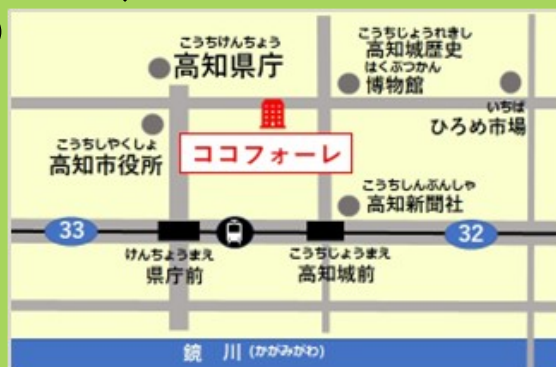 こうちけんちょう
高知県庁
こうちじょうれきし
高知城歴史
はくぶつかん
博物館
いちば
ひろめ市場
こうちしやくしょ
高知市役所
ココフォーレ
こうちしんぶんしゃ
高知新聞社
33
32
けんちょうまえ
県庁前
こうちじょうまえ
高知城前
鏡 川 (かがみがわ)